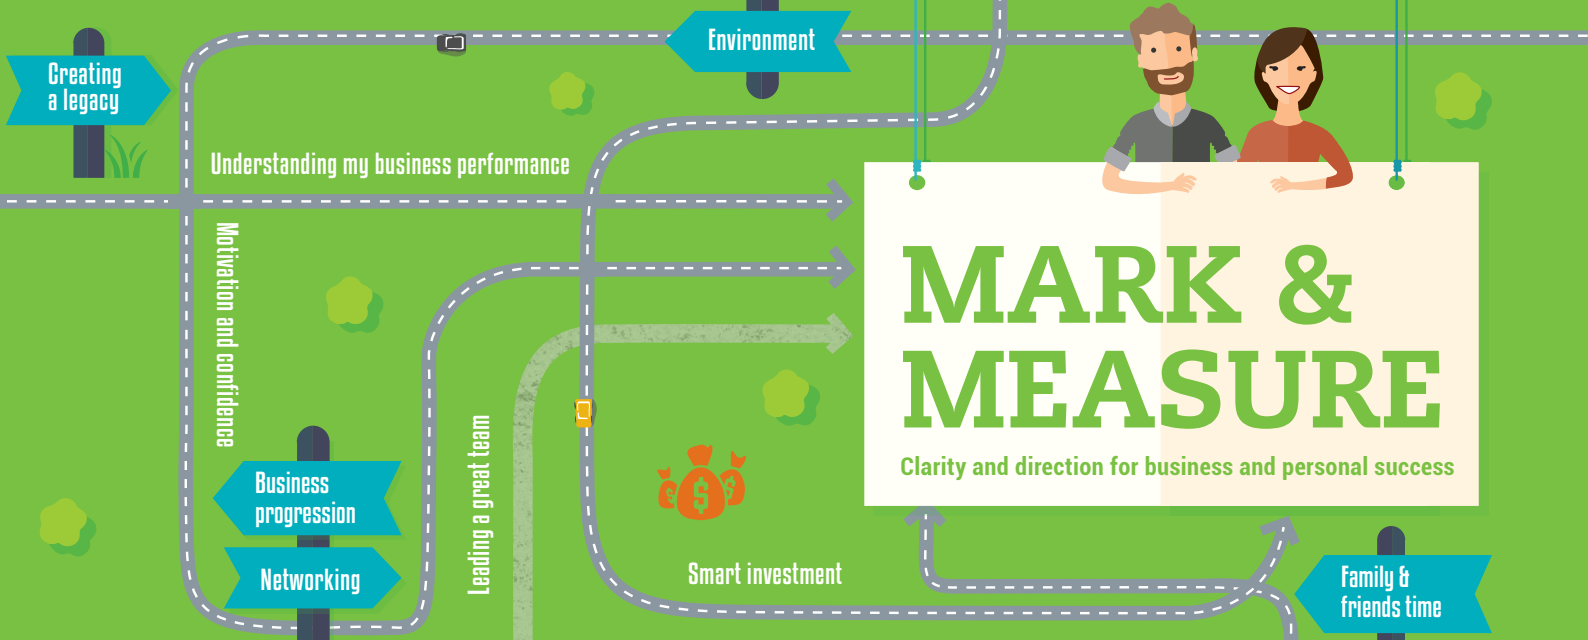 Environment
Creating
a legacy
Understanding my business performance
Motivation and confidence
MARK &
MEASURE
Clarity and direction for business and personal success
Business
progression
Networking
Leading a great team
Smart investment
Family &
friends time